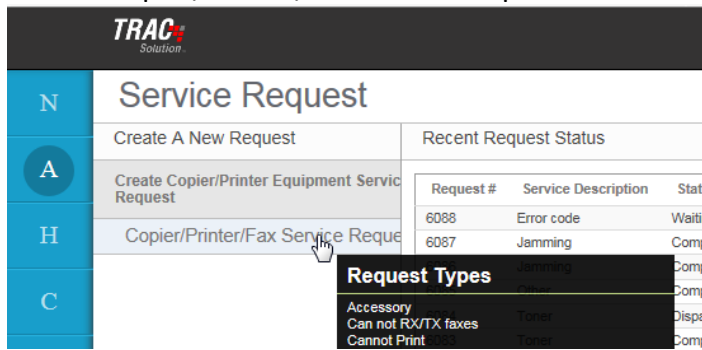 TRAC
Solution
N
A
H
C
Service Request
Create A New Request
Create Copier/Printer Equipment Servic
Request
Copier/Printer/Fax Service Reque
Recent Request Status
Request # Service Description Stat
6088 Error code Waiti
6087 Jamming Comp
Jamming Comp
Other Comp
Toner Dispa
6083 Toner Comp
Request Types
Accessory
Can not RX/TX faxes
Cannot Print